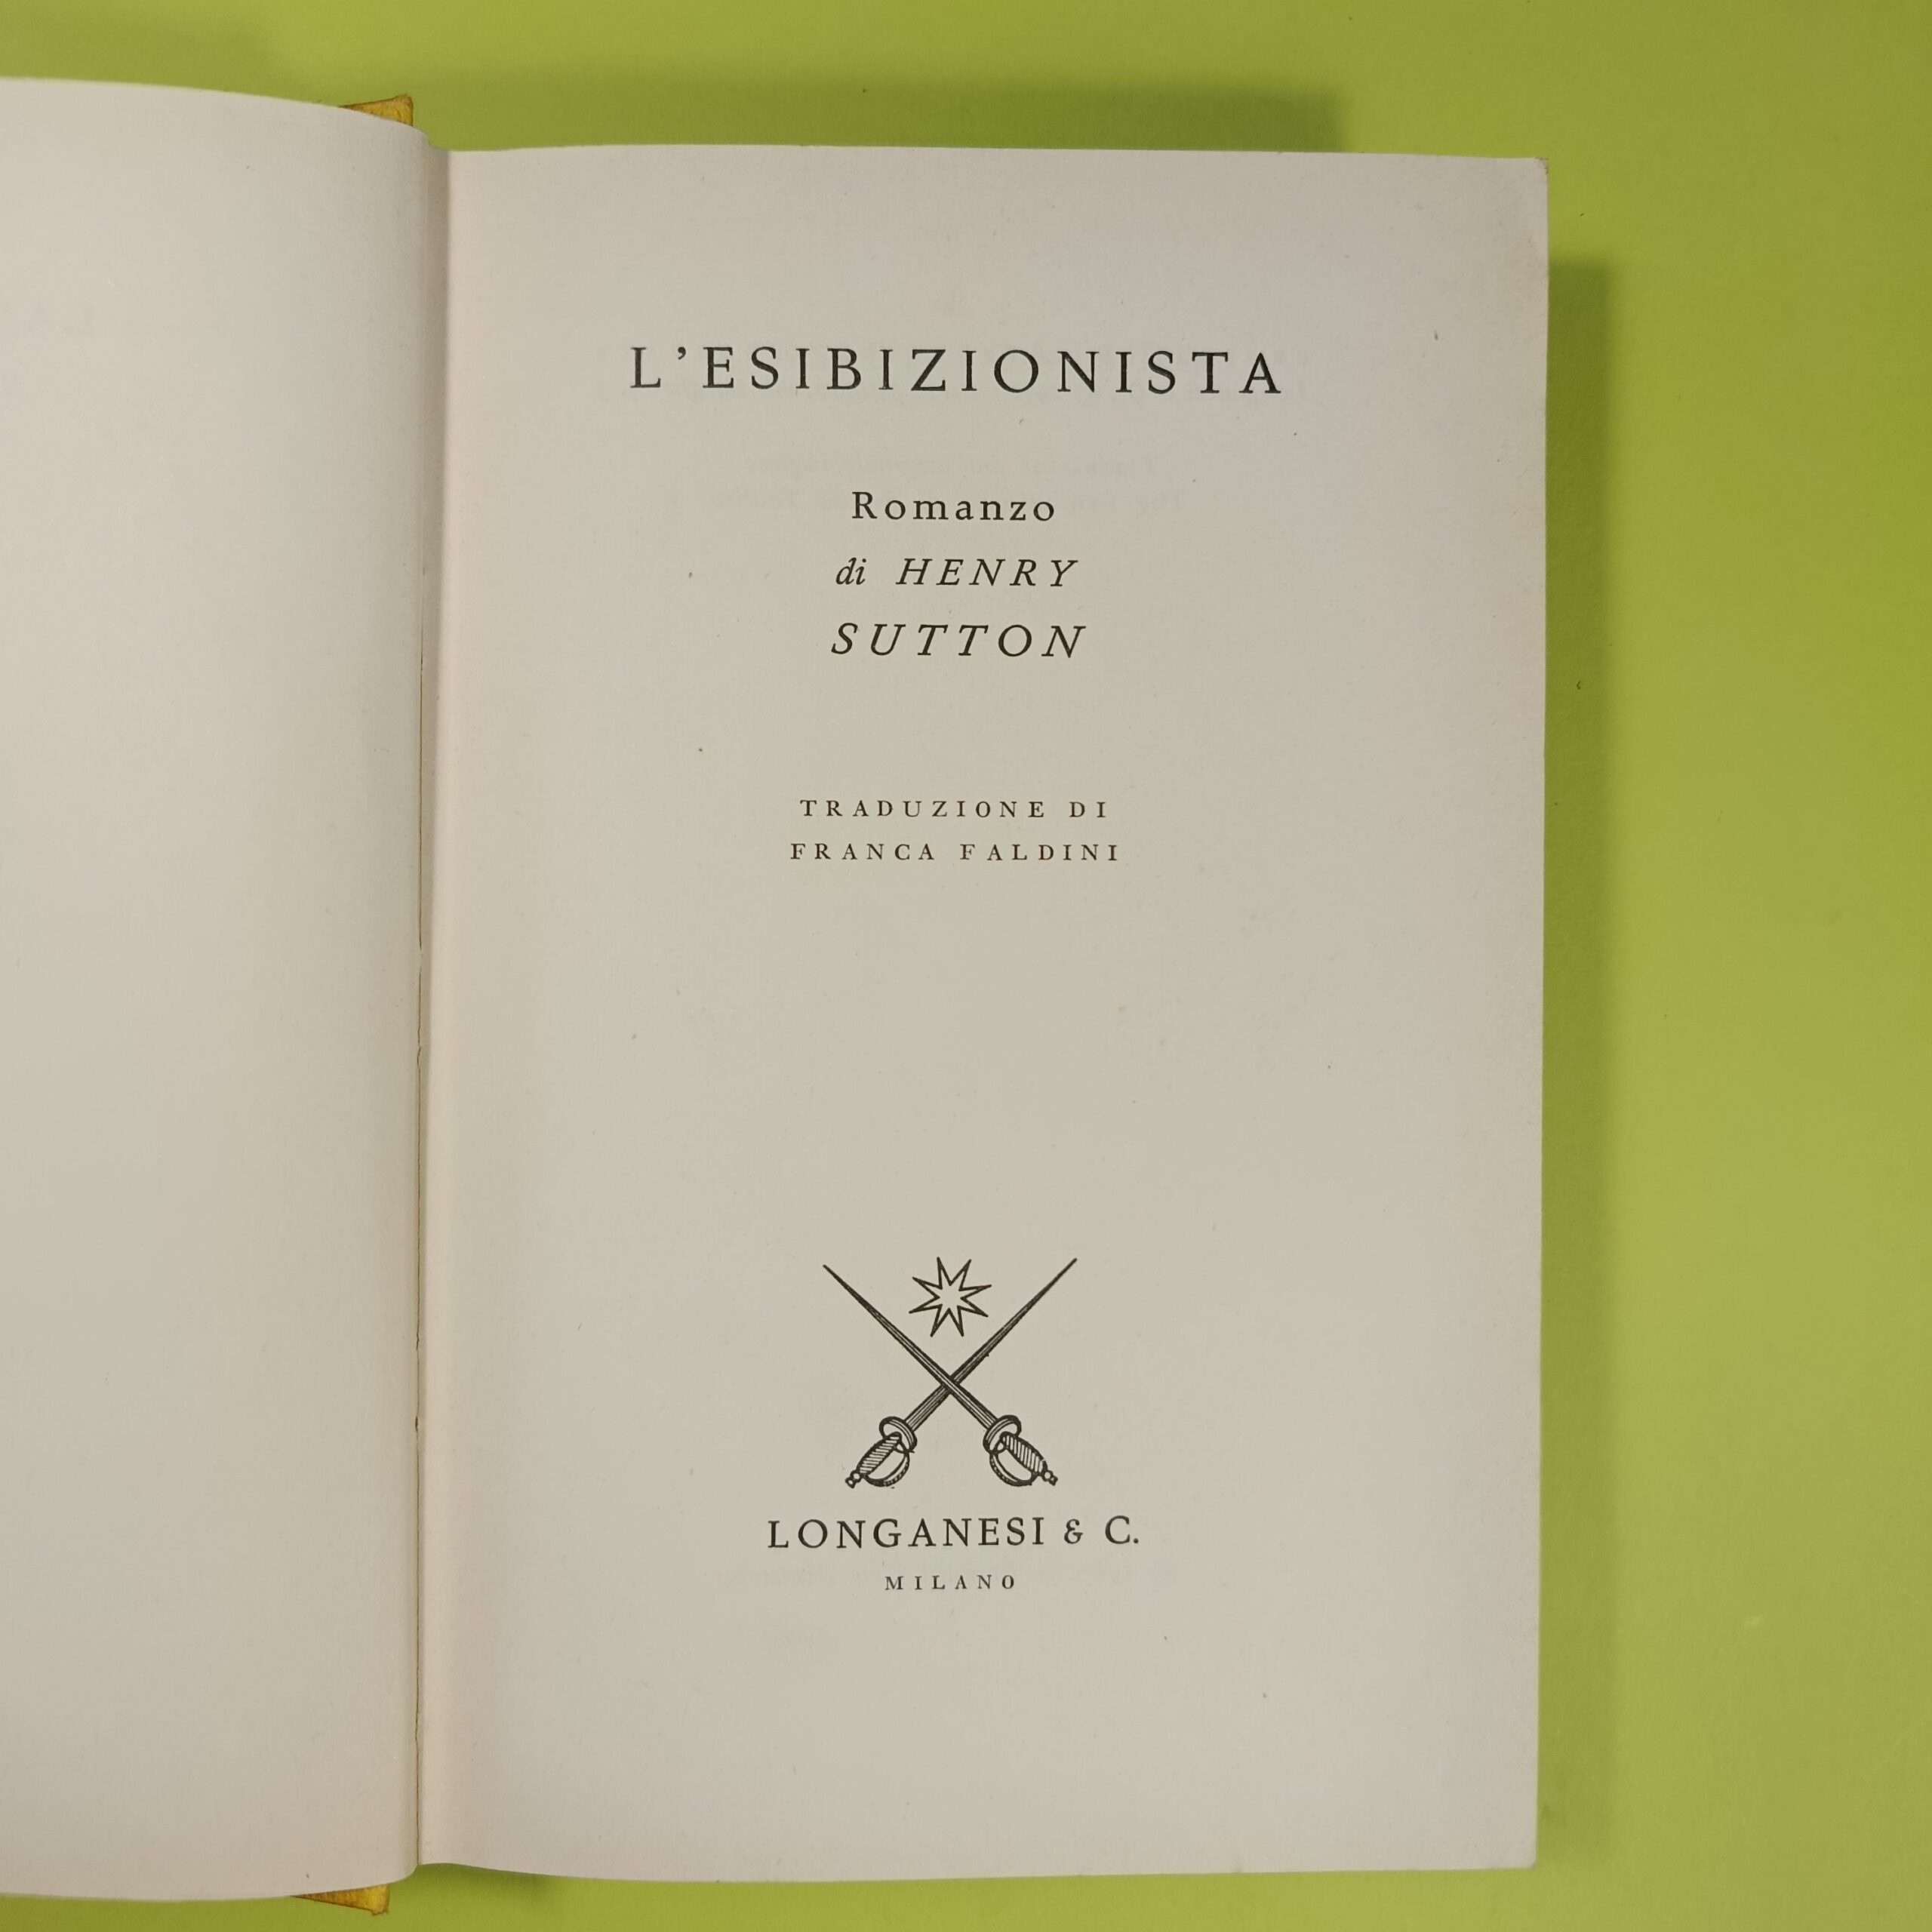 L'ESIBIZIONISTA
Romanzo
di HENRY
SUTTON
TRADUZIONE DI
FRANCA FALDINI
LONGANESI & C.
MILANO